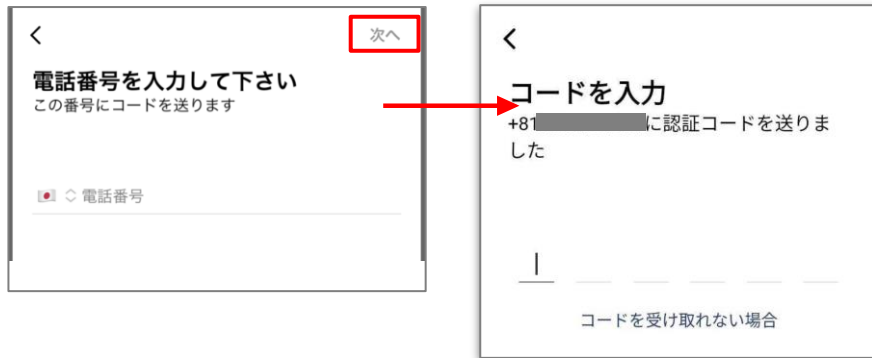 次へ
電話番号を入力して下さい
この番号にコードを送ります
電話番号
コードを入力
+81
に認証コードを送りま
した
コードを受け取れない場合